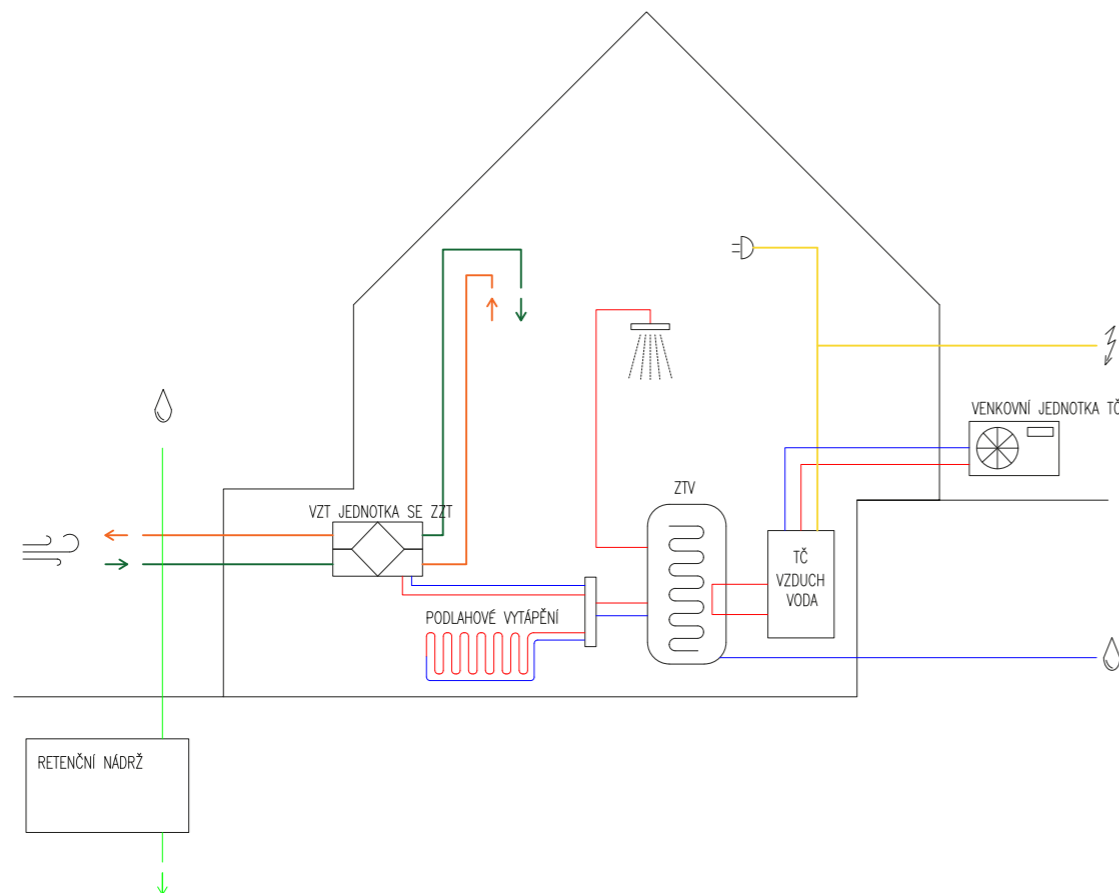 VENKOVNÍ JEDNOTKA TČ
ZTV
VZT JEDNOTKA SE ZZT
TČ
VZDUCH
VODA
PODLAHOVÉ VYTÁPĚNÍ
RETENČNÍ NÁDRŽ